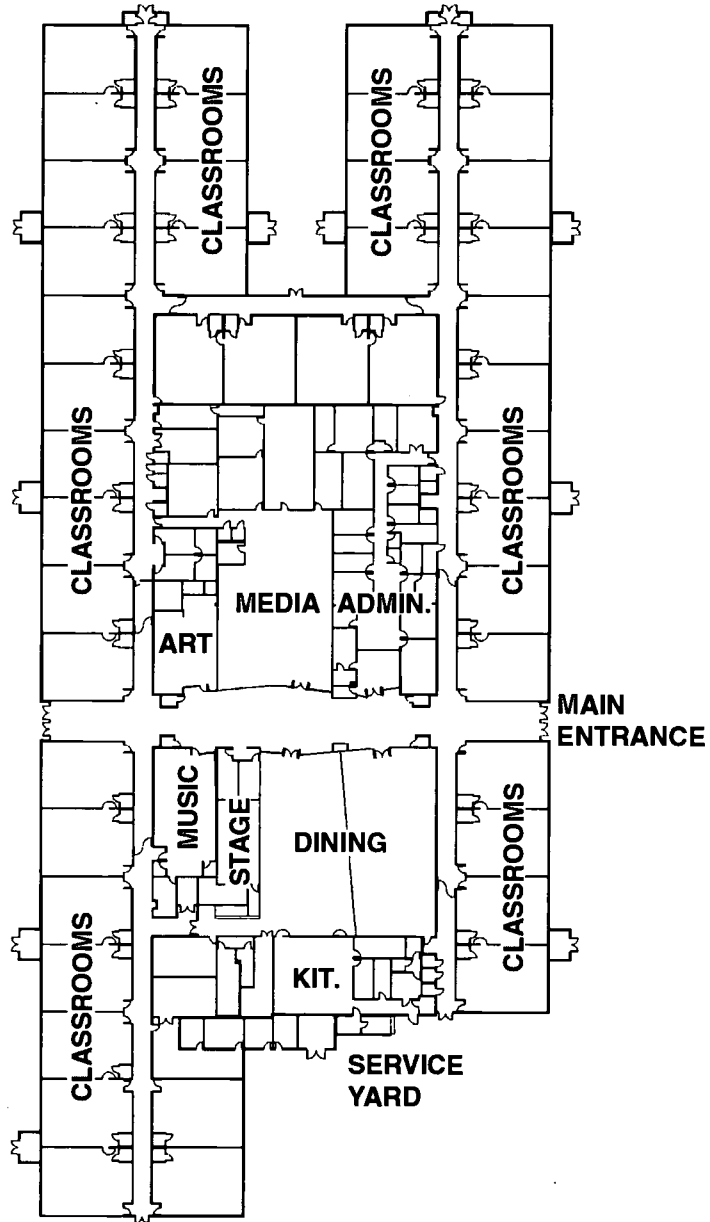 CLASSROOMS
CLASSROOMS
CLASSROOMS
CLASSROOMS
MEDIA
ADMIN.
ART
MAIN
ENTRANCE
MUSIC
STAGE
DINING
CLASSROOMS
CLASSROOMS
KIT.
SERVICE
YARD